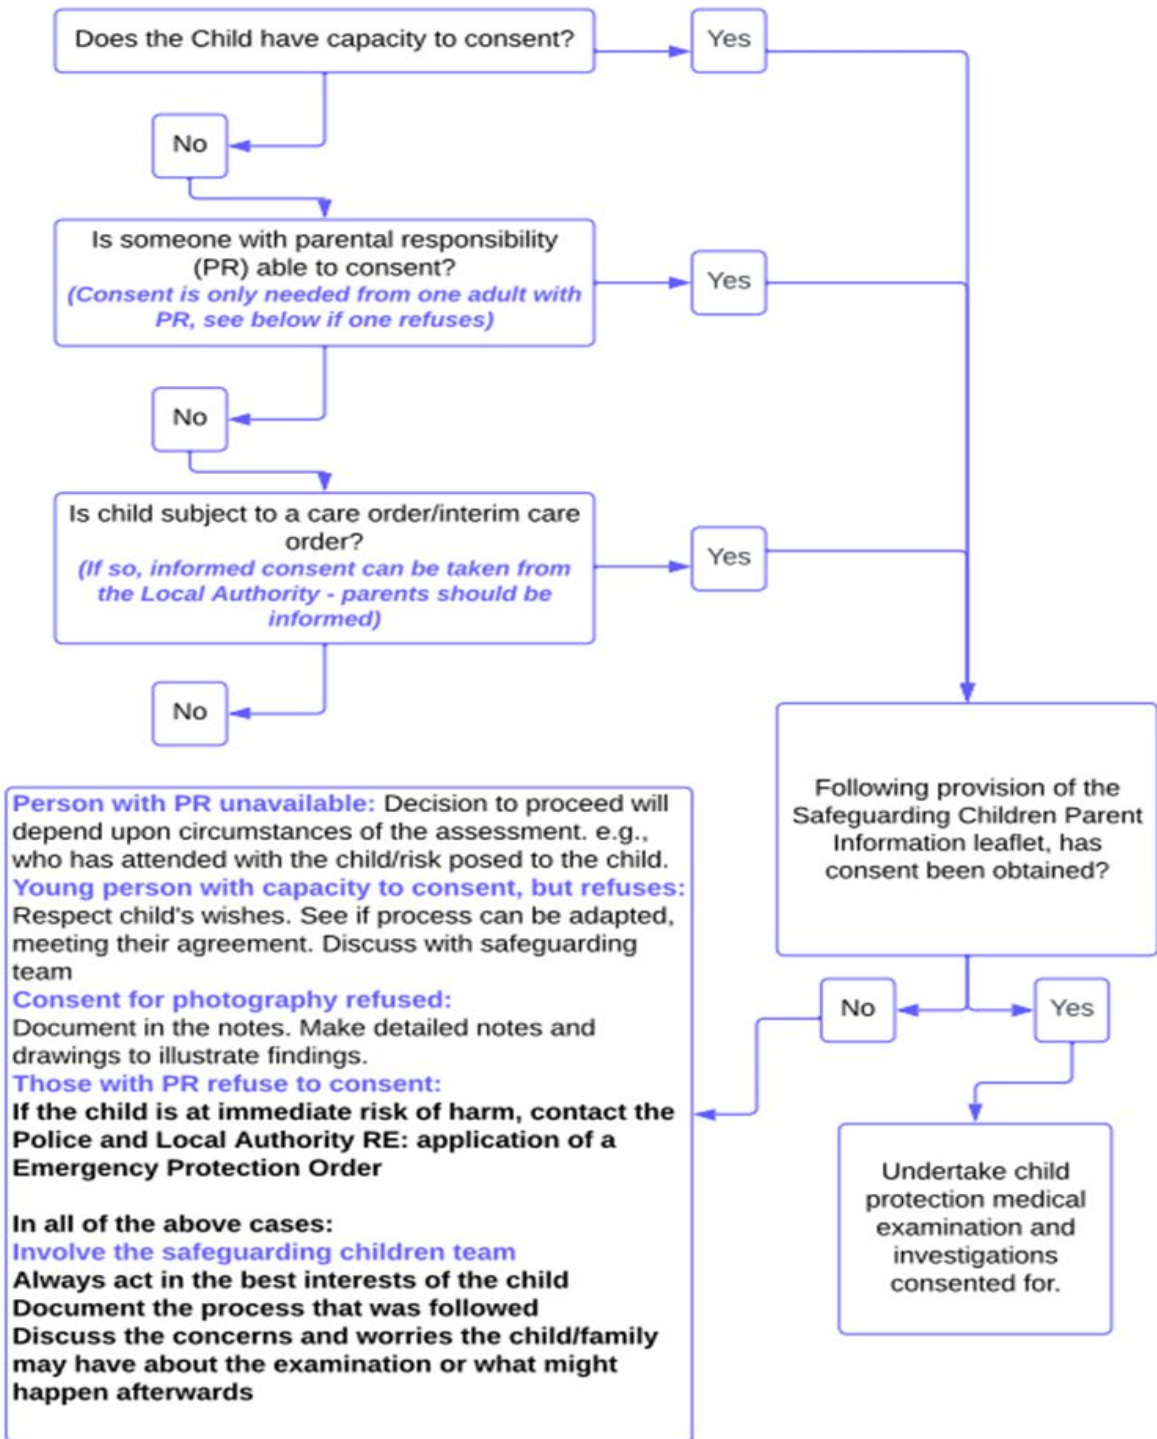 Does the Child have capacity to consent?
Yes
No
Is someone with parental responsibility
(PR) able to consent?
(Consent is only needed from one adult with
PR, see below if one refuses)
Yes
No
Is child subject to a care order/interim care
order?
(If so, informed consent can be taken from
the Local Authority - parents should be
informed)
Yes
No
Following provision of the
Safeguarding Children Parent
Information leaflet, has
consent been obtained?
No
Yes
Undertake child
protection medical
examination and
investigations
consented for.
Person with PR unavailable: Decision to proceed will
depend upon circumstances of the assessment. e.g.,
who has attended with the child/risk posed to the child.
Young person with capacity to consent, but refuses:
Respect child's wishes. See if process can be adapted,
meeting their agreement. Discuss with safeguarding
team
Consent for photography refused:
Document in the notes. Make detailed notes and
drawings to illustrate findings.
Those with PR refuse to consent:
If the child is at immediate risk of harm, contact the
Police and Local Authority RE: application of a
Emergency Protection Order
In all of the above cases:
Involve the safeguarding children team
Always act in the best interests of the child
Document the process that was followed
Discuss the concerns and worries the child/family
may have about the examination or what might
happen afterwards